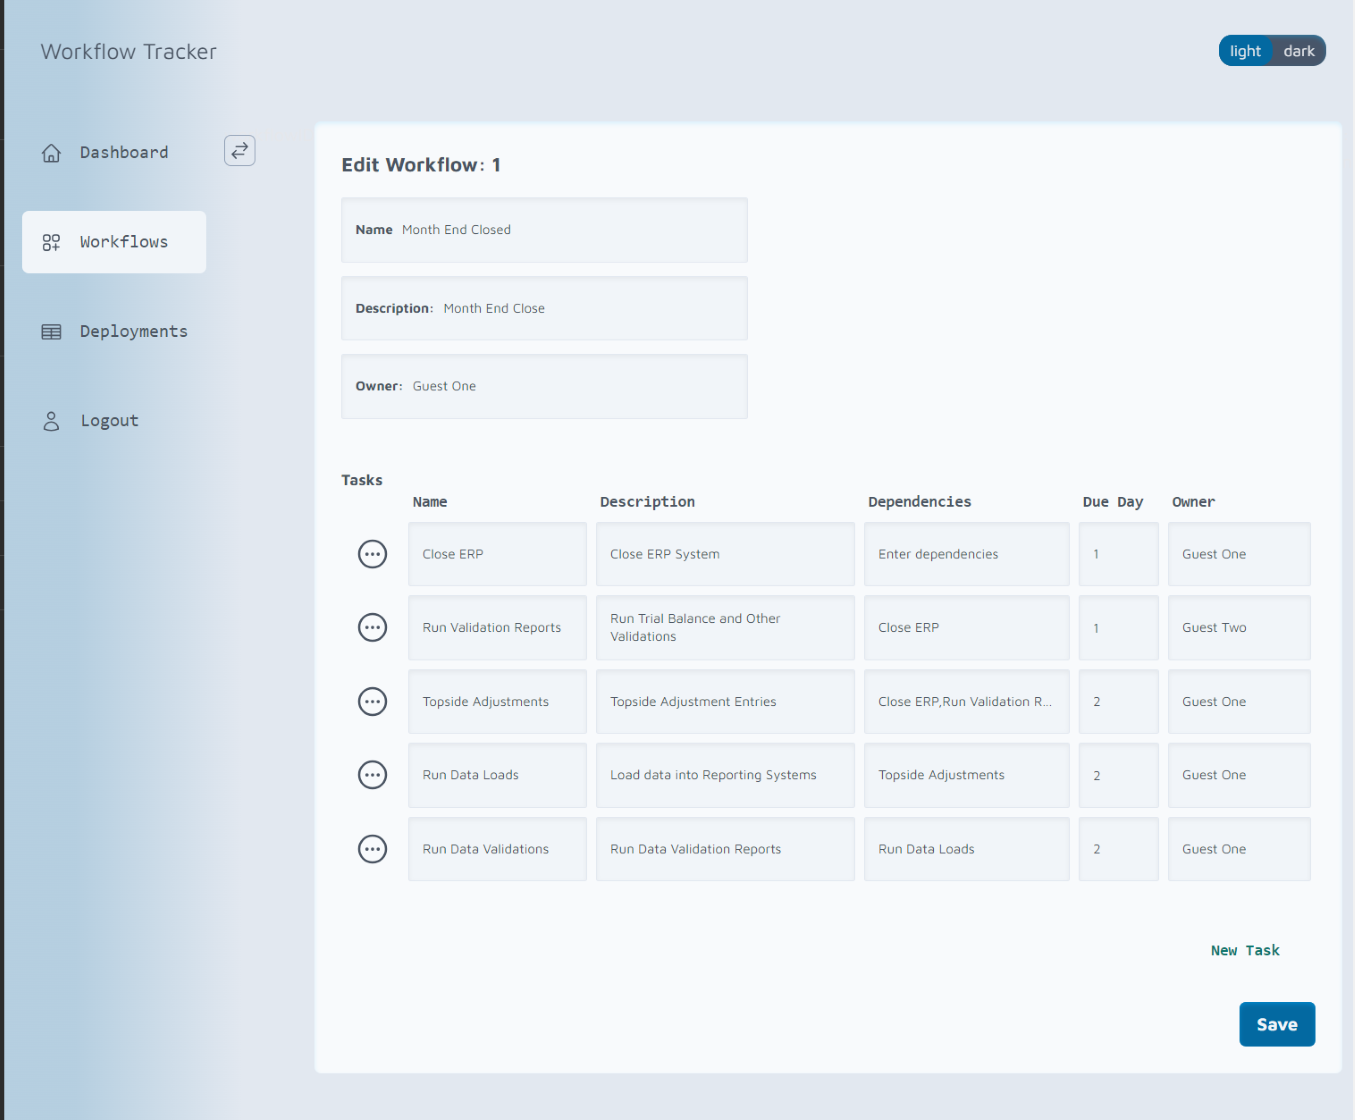 Workflow Tracker
light dark
Dashboard
Workflows
Deployments
Logout
Edit Workflow: 1
Name Month End Closed
Description: Month End Close
Owner: Guest One
Tasks
Name Description Dependencies Due Day Owner
Close ERP Close ERP System Enter dependencies 1 Guest One
Run Validation Reports Run Trial Balance and Other
Validations Close ERP 1 Guest Two
Topside Adjustments Topside Adjustment Entries Close ERP,Run Validation R... 2 Guest One
Run Data Loads Load data into Reporting Systems Topside Adjustments 2 Guest One
Run Data Validations Run Data Validation Reports Run Data Loads 2 Guest One
New Task
Save